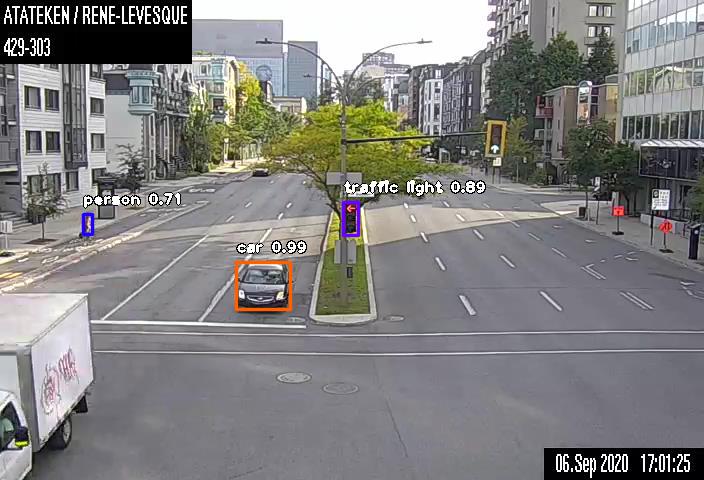 ATATEKEN / RENE-LEVESQUE
429-303
person 0.71
traffic light 0.89
car 0.99
06.Sep 2020 17:01:25